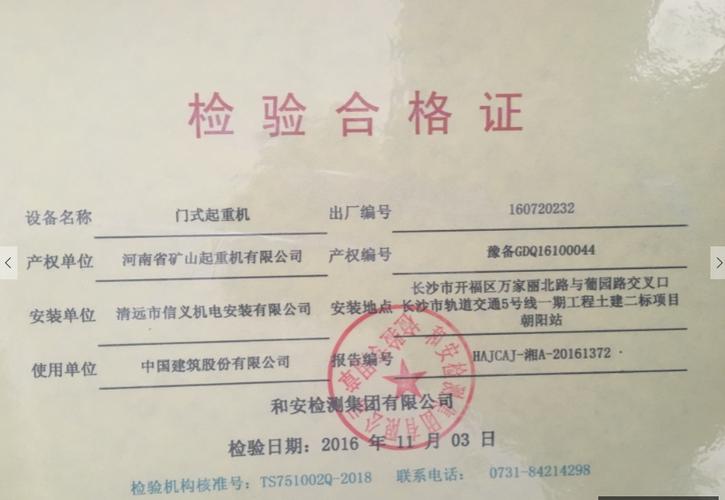 检验合格证
设备名称 门式起重机 出厂编号 160720232
产权单位 河南省矿山起重机有限公司 产权编号 豫备GDQ16100044
安装单位 清远市信义机电安装有限公司 安装地点 长沙市开福区万家丽北路与葡园路交叉口
长沙市轨道交通5号线一期工程土建二标项目
朝阳站
使用单位 中国建筑股份有限公司 报告编号 HAJCAJ-湘A-20161372
和安检测集团有限公司
检验日期：2016 年 11 月 03 日
检验机构核准号：TS751002Q-2018 联系电话： 0731-84214298